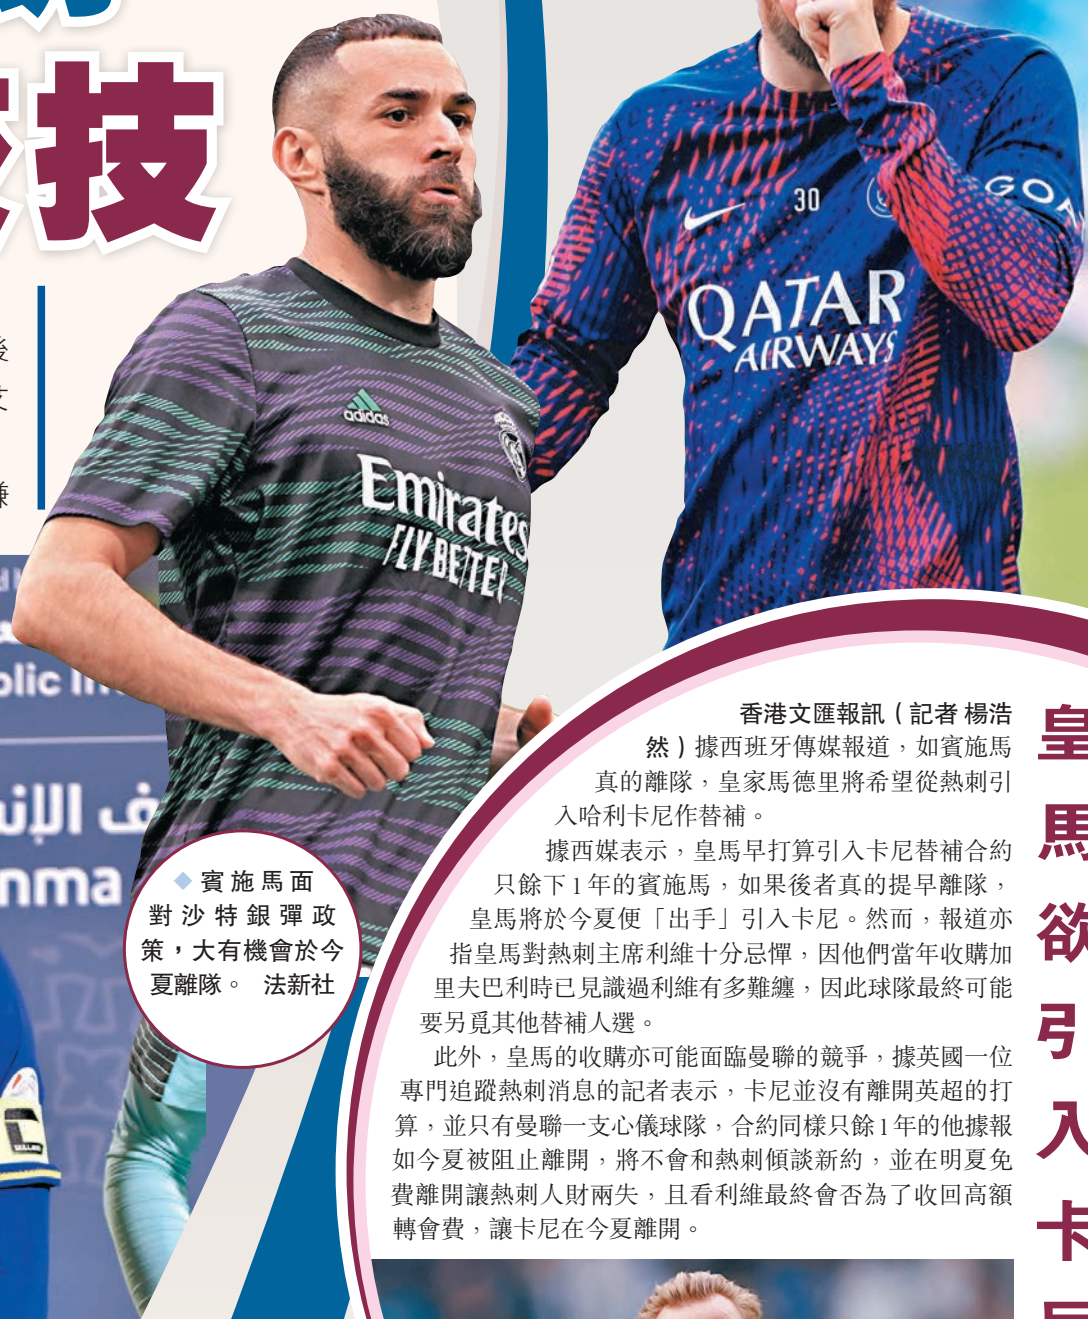 技
後
支
嫌
30
GOA
QATAR
AIRWAYS
adidas
Emirates
FLY BETTER
blic In
ف الإن
nma
◆賓施馬面
對沙特銀彈政
策，大有機會於今
夏離隊。 法新社
香港文匯報訊（記者 楊浩
然）據西班牙傳媒報道，如賓施馬
真的離隊，皇家馬德里將希望從熱刺引
入哈利卡尼作替補。
據西媒表示，皇馬早打算引入卡尼替補合約
只餘下1年的賓施馬，如果後者真的提早離隊，
皇馬將於今夏便「出手」引入卡尼。然而，報道亦
指皇馬對熱刺主席利維十分忌憚，因他們當年收購加
里夫巴利時已見識過利維有多難纏，因此球隊最終可能
要另覓其他替補人選。
此外，皇馬的收購亦可能面臨曼聯的競爭，據英國一位
專門追蹤熱刺消息的記者表示，卡尼並沒有離開英超的打
算，並只有曼聯一支心儀球隊，合約同樣只餘1年的他據報
如今夏被阻止離開，將不會和熱刺傾談新約，並在明夏免
費離開讓熱刺人財兩失，且看利維最終會否為了收回高額
轉會費，讓卡尼在今夏離開。
皇馬欲引入卡